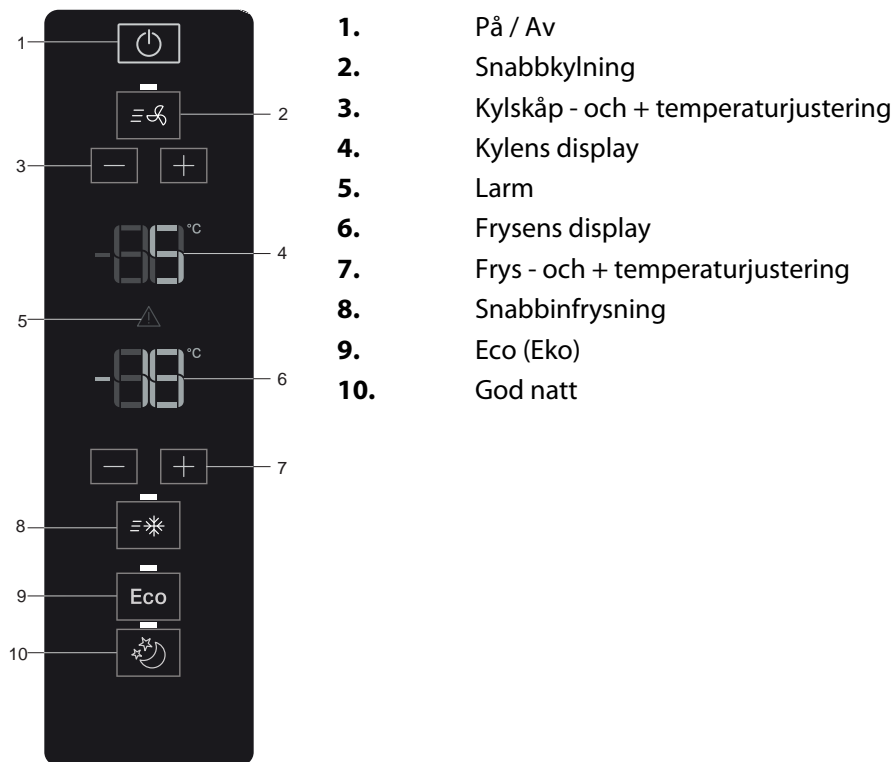 1
2
3
°C
5
4
5
°C
-19
6
7
8
9
Eco
10
1. På / Av
2. Snabbkylning
3. Kylskåp - och + temperaturjustering
4. Kylens display
5. Larm
6. Frysens display
7. Frys - och + temperaturjustering
8. Snabbinfrysning
9. Eco (Eko)
10. God natt